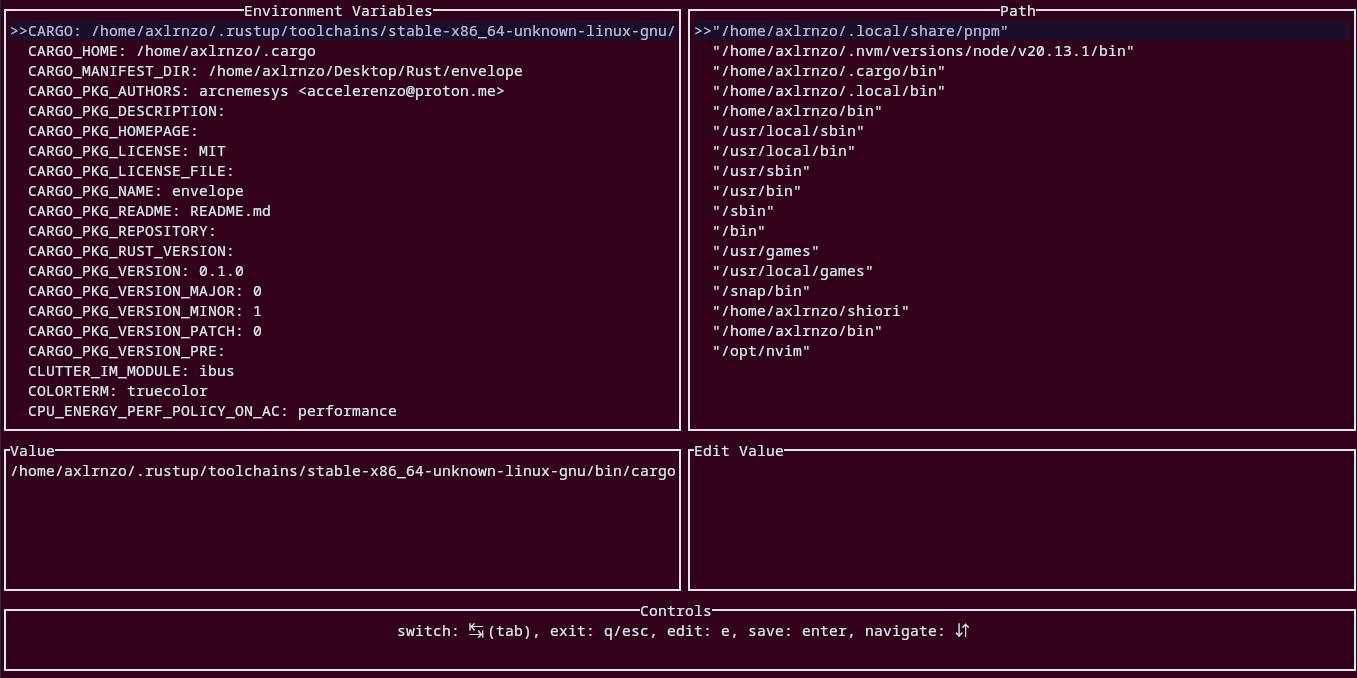 Environment Variables
>>CARGO: /home/axlrnzo/.rustup/toolchains/stable-x86_64-unknown-linux-gnu/
CARGO_HOME: /home/axlrnzo/.cargo
CARGO_MANIFEST_DIR: /home/axlrnzo/Desktop/Rust/envelope
CARGO_PKG_AUTHORS: arcnemesys <accelerenzo@proton.me>
CARGO_PKG_DESCRIPTION:
CARGO_PKG_HOMEPAGE:
CARGO_PKG_LICENSE: MIT
CARGO_PKG_LICENSE_FILE:
CARGO_PKG_NAME: envelope
CARGO_PKG_README: README.md
CARGO_PKG_REPOSITORY:
CARGO_PKG_RUST_VERSION:
CARGO_PKG_VERSION: 0.1.0
CARGO_PKG_VERSION_MAJOR: 0
CARGO_PKG_VERSION_MINOR: 1
CARGO_PKG_VERSION_PATCH: 0
CARGO_PKG_VERSION_PRE:
CLUTTER_IM_MODULE: ibus
COLORTERM: truecolor
CPU_ENERGY_PERF_POLICY_ON_AC: performance
Path
>>"/home/axlrnzo/.local/share/pnpm"
"/home/axlrnzo/.nvm/versions/node/v20.13.1/bin"
"/home/axlrnzo/.cargo/bin"
"/home/axlrnzo/.local/bin"
"/home/axlrnzo/bin"
"/usr/local/sbin"
"/usr/local/bin"
"/usr/sbin"
"/usr/bin"
"/sbin"
"/bin"
"/usr/games"
"/usr/local/games"
"/snap/bin"
"/home/axlrnzo/shiori"
"/home/axlrnzo/bin"
"/opt/nvim"
Value
/home/axlrnzo/.rustup/toolchains/stable-x86_64-unknown-linux-gnu/bin/cargo
Edit Value
Controls
switch: ↹(tab), exit: q/esc, edit: e, save: enter, navigate: ⇵